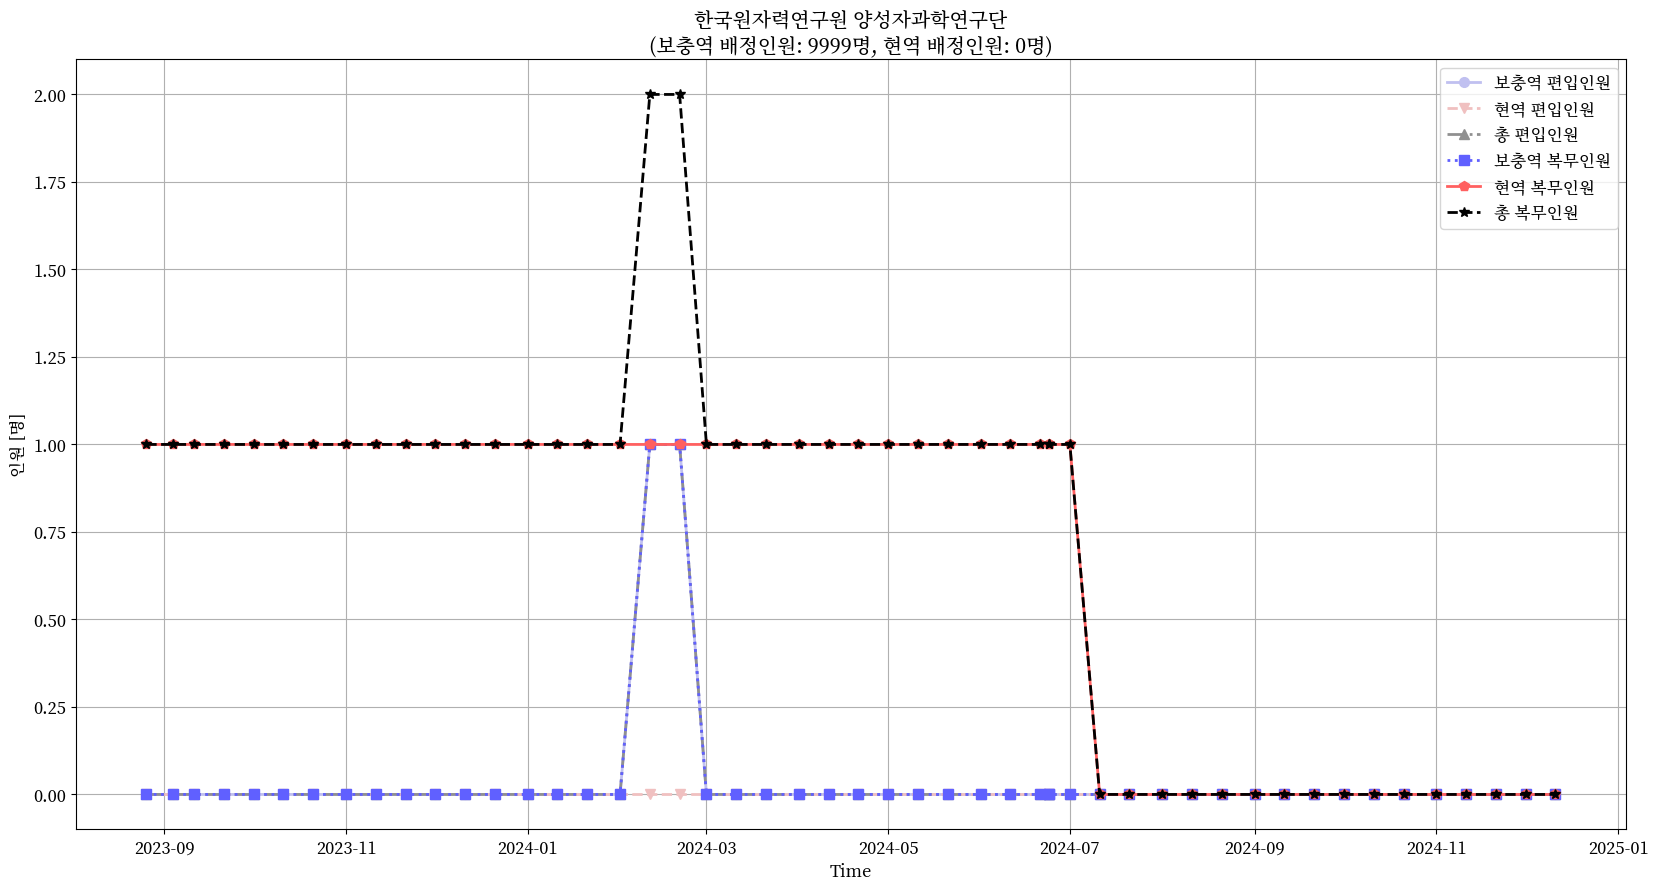 한국원자력연구원 양성자과학연구단
(보충역 배정인원: 9999명, 현역 배정인원: 0명)
보충역 편입인원
현역 편입인원
총 편입인원
보충역 복무인원
현역 복무인원
총 복무인원
인원 [명]
2.00
1.75
1.50
1.25
1.00
0.75
0.50
0.25
0.00
2023-09
2023-11
2024-01
2024-03
2024-05
2024-07
2024-09
2024-11
2025-01
Time